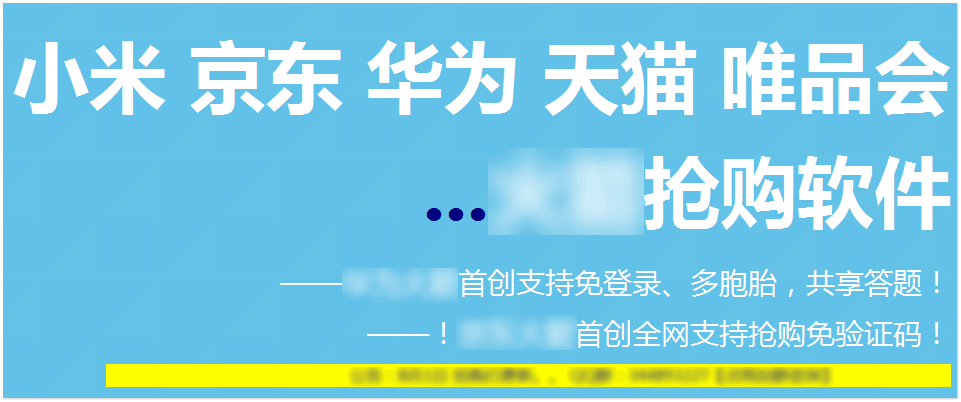 小米 京东 华为 天猫 唯品会
...抢购软件
——首创支持免登录、多胞胎，共享答题！
——！首创全网支持抢购免验证码！